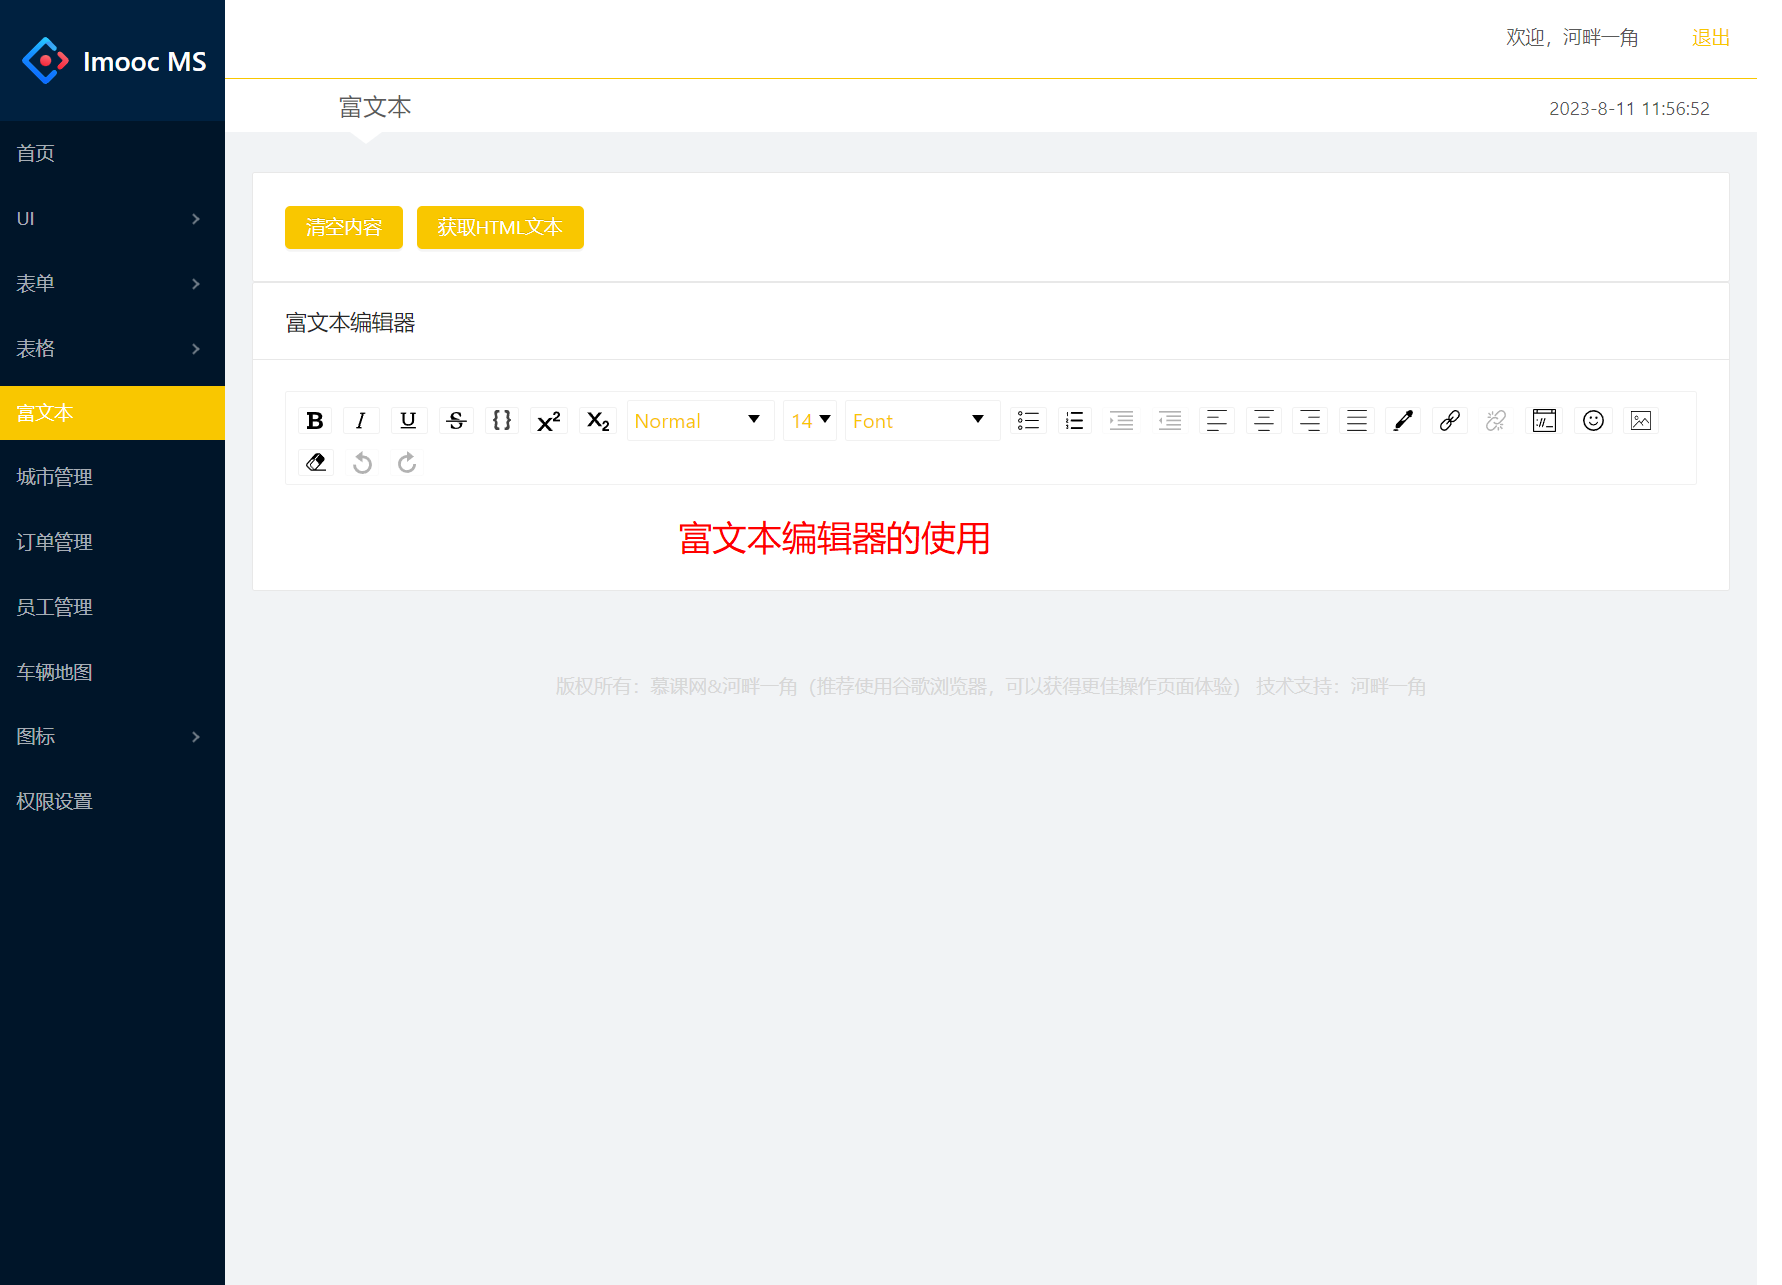 Imooc MS
欢迎，河畔一角
退出
富文本
2023-8-11 11:56:52
首页
UI
表单
表格
富文本
城市管理
订单管理
员工管理
车辆地图
图标
权限设置
清空内容
获取HTML文本
富文本编辑器
Normal
14
Font
富文本编辑器的使用
版权所有：慕课网&河畔一角（推荐使用谷歌浏览器，可以获得更佳操作页面体验） 技术支持：河畔一角